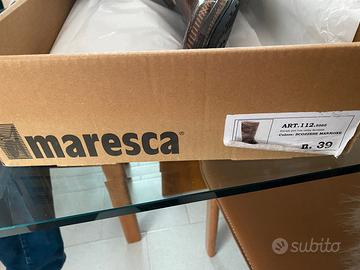 maresca®
ART.112
Colore: SCOZZESE MARRONE
n. 39
subito